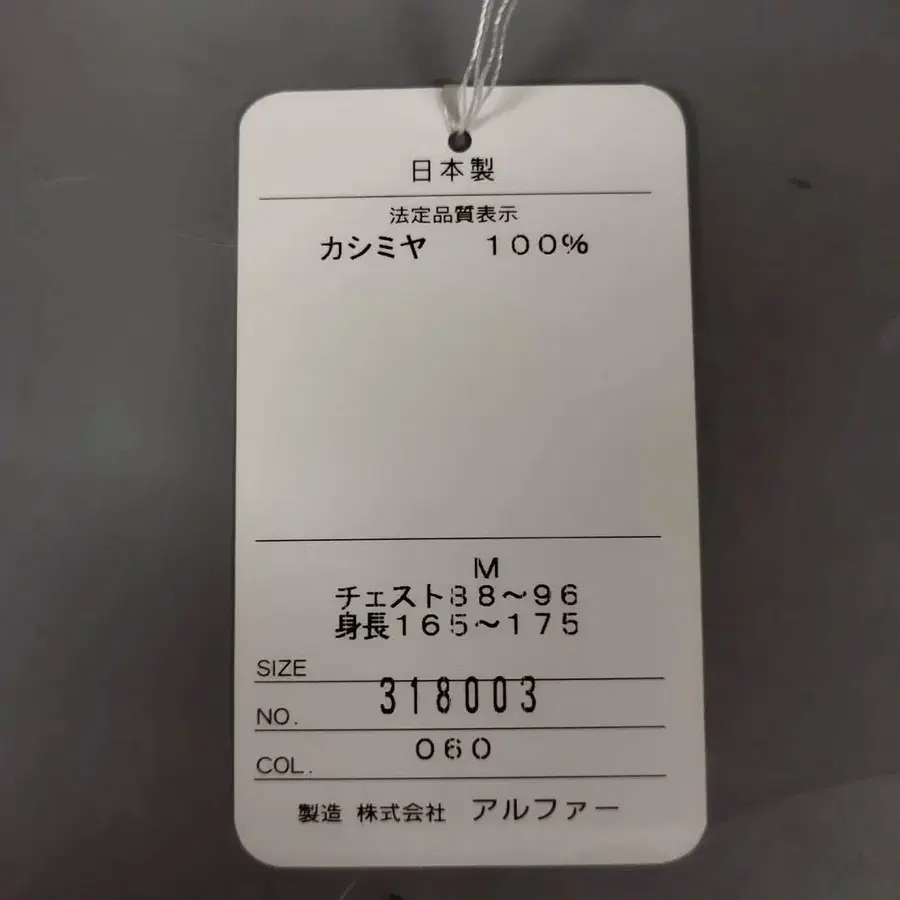 日本製
法定品質表示
カシミヤ　１００％
M
チェスト８８～９６
身長１６５～１７５
SIZE
NO. 318003
COL. 060
製造 株式会社 アルファー